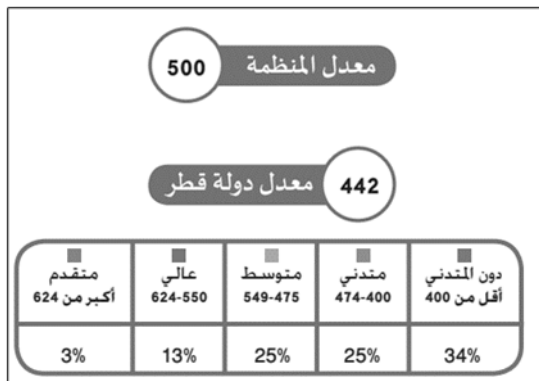 معدل المنظمة 500
معدل دولة قطر 442
دون المتدني متدني متوسط عالي متقدم
أقل من 400 474-400 549-475 624-550 أكبر من 624
34% 25% 25% 13% 3%